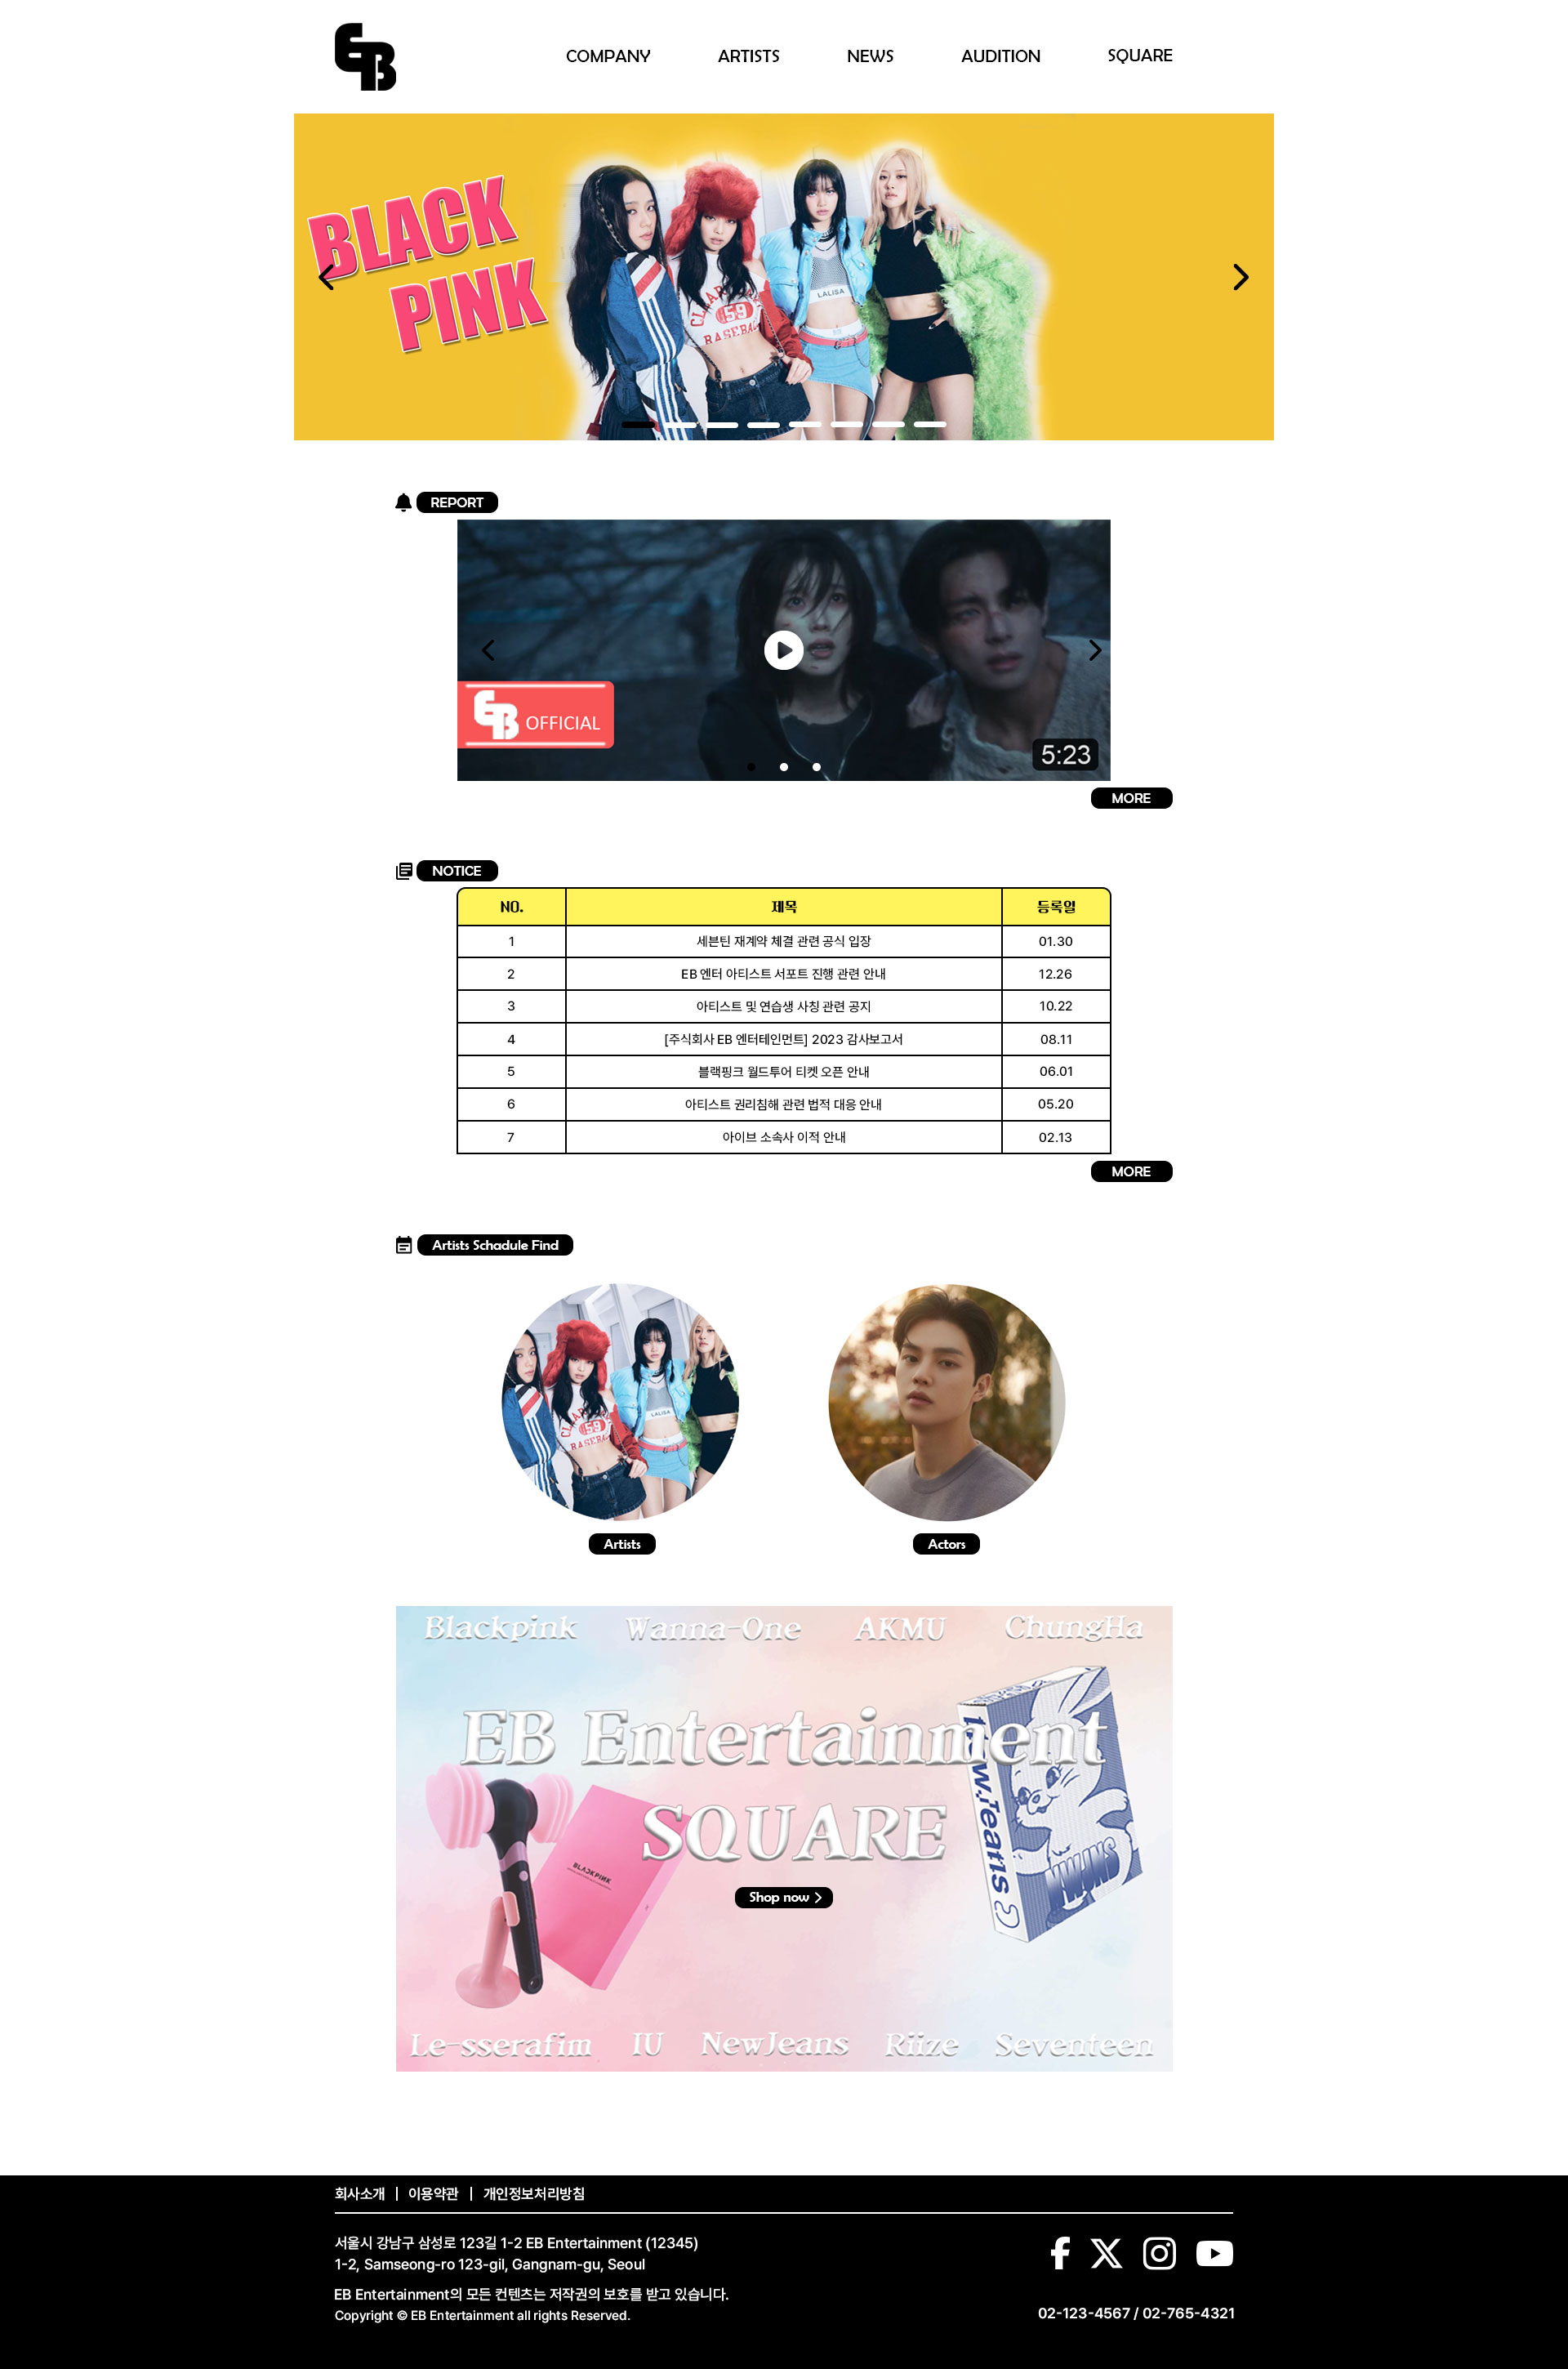 EB
COMPANY
ARTISTS
NEWS
AUDITION
SQUARE
BLACK
PINK
CLEAR
59
BASEBALL
LALISA
REPORT
EB OFFICIAL
5:23
MORE
NOTICE
NO. 제목 등록일
1 세븐틴 재계약 체결 관련 공식 입장 01.30
2 EB 엔터 아티스트 서포트 진행 관련 안내 12.26
3 아티스트 및 연습생 사칭 관련 공지 10.22
4 [주식회사 EB 엔터테인먼트] 2023 감사보고서 08.11
5 블랙핑크 월드투어 티켓 오픈 안내 06.01
6 아티스트 권리침해 관련 법적 대응 안내 05.20
7 아이브 소속사 이적 안내 02.13
MORE
Artists Schadule Find
59
LALISA
Artists
Actors
Blackpink Wanna-One AKMU ChungHa
EB Entertainment
SQUARE
BLACKPINK
Shop now
Le-sserafim IU NewJeans Riize Seventeen
회사소개 | 이용약관 | 개인정보처리방침
서울시 강남구 삼성로 123길 1-2 EB Entertainment (12345)
1-2, Samseong-ro 123-gil, Gangnam-gu, Seoul
EB Entertainment의 모든 컨텐츠는 저작권의 보호를 받고 있습니다.
Copyright © EB Entertainment all rights Reserved.
02-123-4567 / 02-765-4321